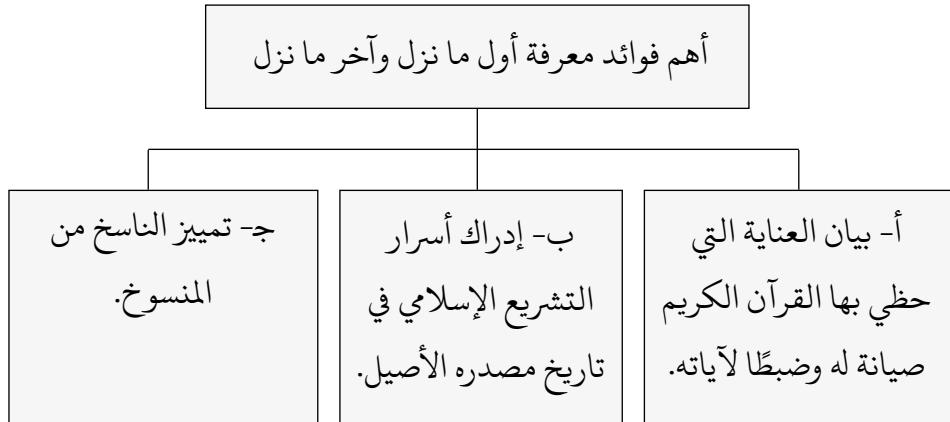 أهم فوائد معرفة أول ما نزل وآخر ما نزل
أ- بيان العناية التي
حظي بها القرآن الكريم
صيانة له وضبطًا لآياته.
ب- إدراك أسرار
التشريع الإسلامي في
تاريخ مصدره الأصيل.
جـ- تمييز الناسخ من
المنسوخ.